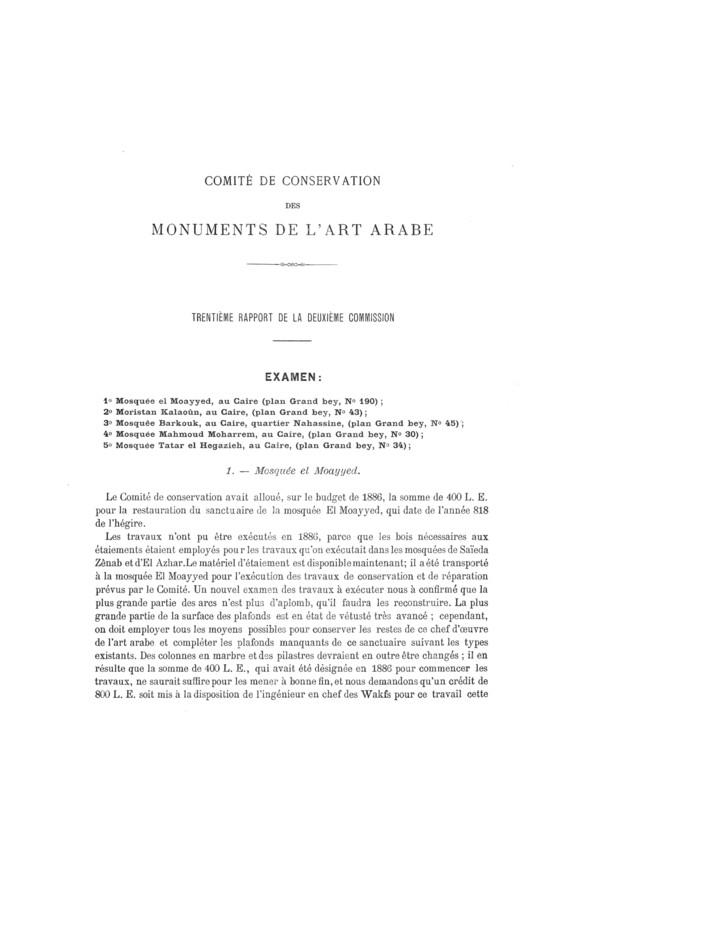 COMITÉ DE CONSERVATION
DES
MONUMENTS DE L'ART ARABE
TRENTIÈME RAPPORT DE LA DEUXIÈME COMMISSION
EXAMEN:
1º Mosquée el Moayyed, au Caire (plan Grand bey, Nº 190) ;
2º Moristan Kalaoûn, au Caire, (plan Grand bey, Nº 43) ;
3º Mosquée Barkouk, au Caire, quartier Nahassine, (plan Grand bey, Nº 45) ;
4º Mosquée Mahmoud Moharrem, au Caire, (plan Grand bey, Nº 30) ;
5º Mosquée Tatar el Hegazieh, au Caire, (plan Grand bey, Nº 34) ;
1. — Mosquée el Moayyed.
Le Comité de conservation avait alloué, sur le budget de 1886, la somme de 400 L. E.
pour la restauration du sanctuaire de la mosquée El Moayyed, qui date de l'année 818
de l'hégire.
Les travaux n'ont pu être exécutés en 1886, parce que les bois nécessaires aux
étaiements étaient employés pour les travaux qu'on exécutait dans les mosquées de Saïeda
Zênab et d'El Azhar. Le matériel d'étaiement est disponible maintenant; il a été transporté
à la mosquée El Moayyed pour l'exécution des travaux de conservation et de réparation
prévus par le Comité. Un nouvel examen des travaux à exécuter nous à confirmé que la
plus grande partie des arcs n'est plus d'aplomb, qu'il faudra les reconstruire. La plus
grande partie de la surface des plafonds est en état de vétusté très avancé ; cependant,
on doit employer tous les moyens possibles pour conserver les restes de ce chef d'œuvre
de l'art arabe et compléter les plafonds manquants de ce sanctuaire suivant les types
existants. Des colonnes en marbre et des pilastres devraient en outre être changés ; il en
résulte que la somme de 400 L. E., qui avait été désignée en 1886 pour commencer les
travaux, ne saurait suffire pour les mener à bonne fin, et nous demandons qu'un crédit de
800 L. E. soit mis à la disposition de l'ingénieur en chef des Wakfs pour ce travail cette